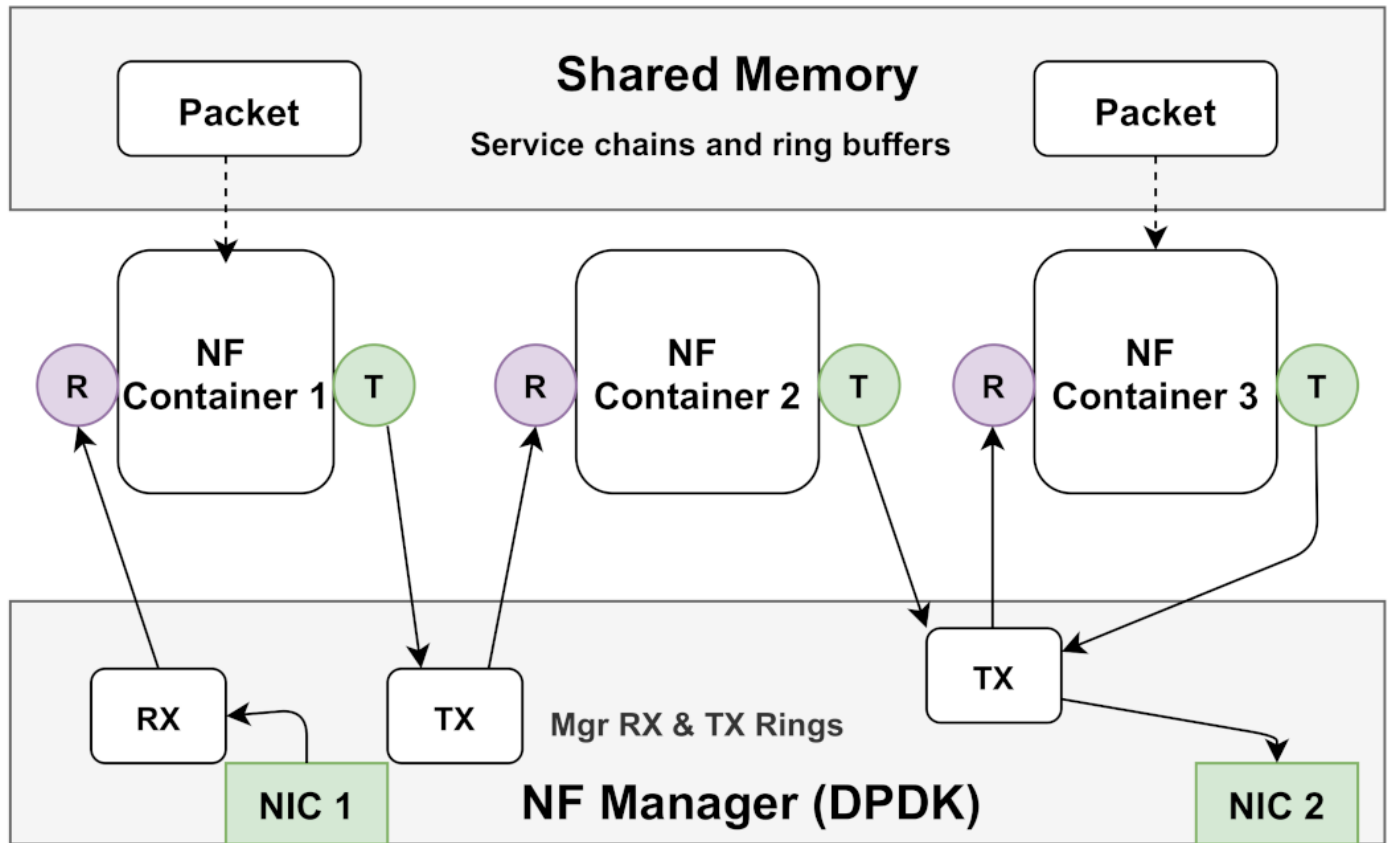 Shared Memory
Packet
Packet
Service chains and ring buffers
NF
Container 1
NF
Container 2
NF
Container 3
R
T
R
T
R
T
RX
TX
TX
Mgr RX & TX Rings
NIC 1
NF Manager (DPDK)
NIC 2